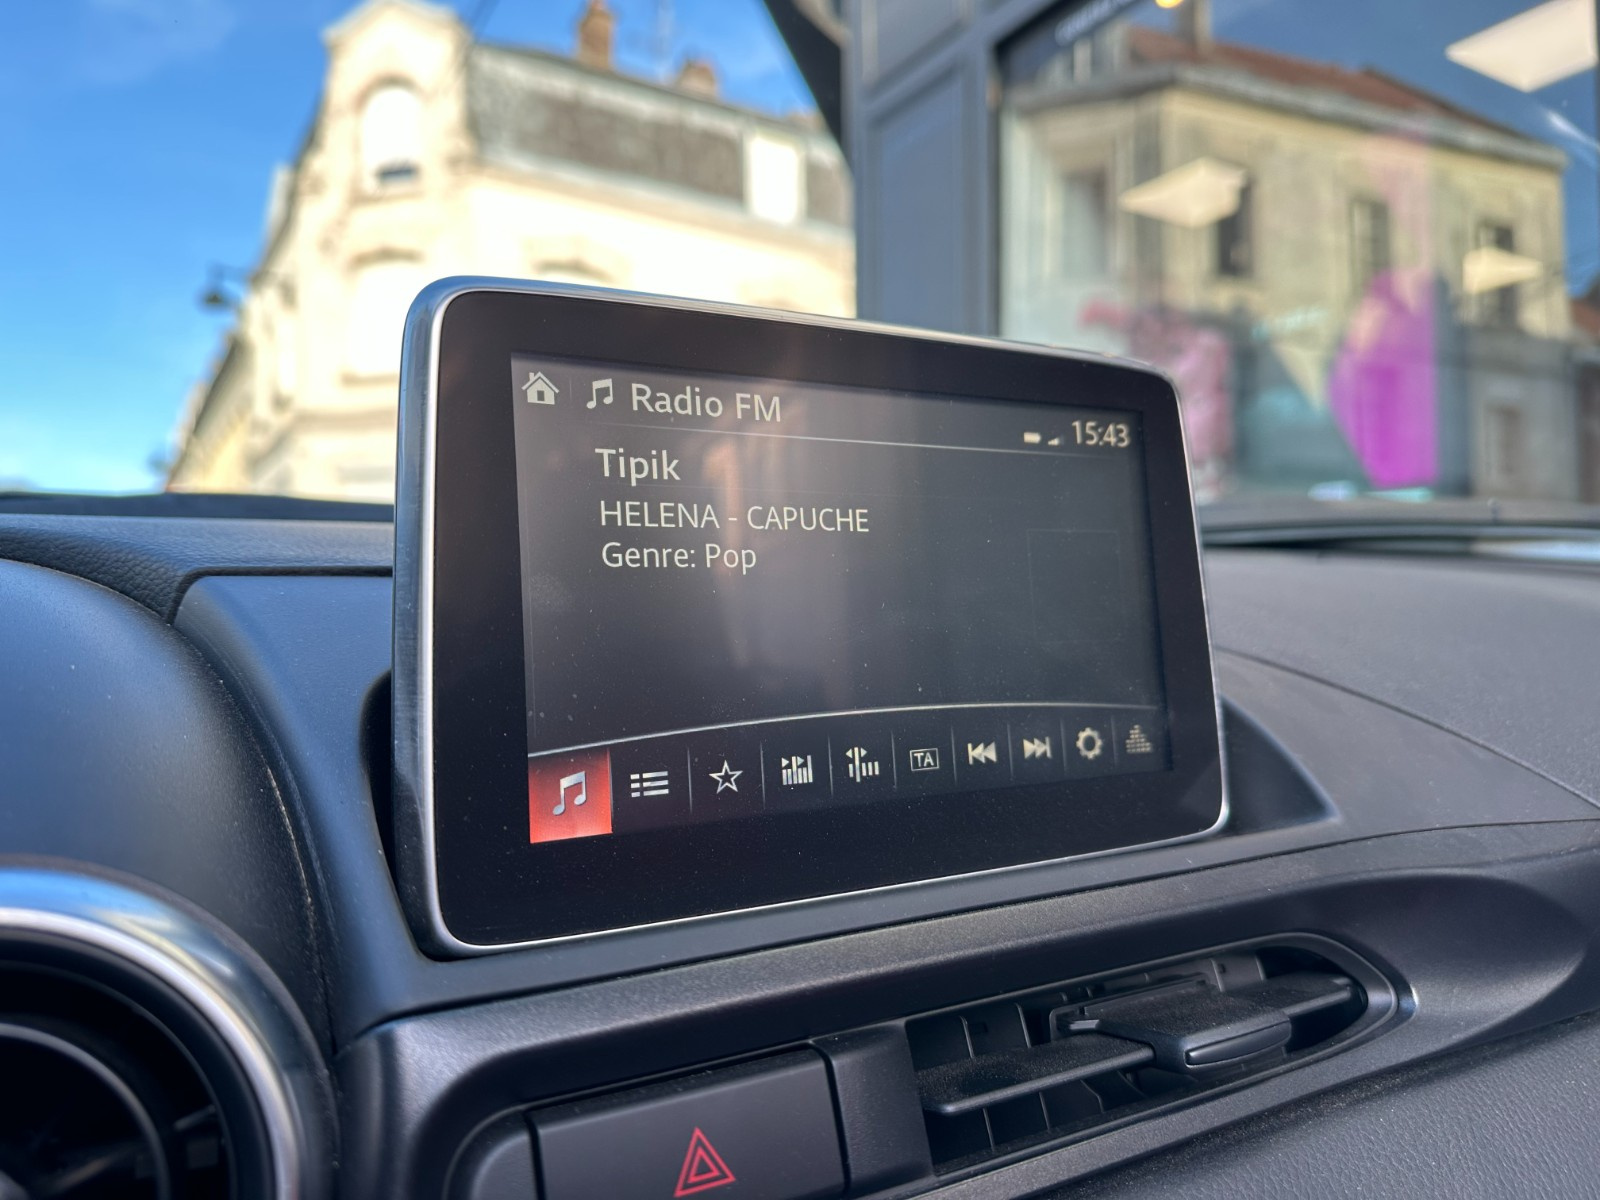 Radio FM
15:43
Tipik
HELENA - CAPUCHE
Genre: Pop
TA